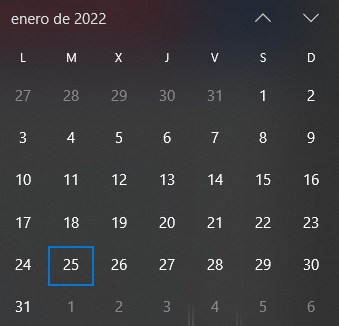 enero de 2022
L M X J V S D
27 28 29 30 31 1 2
3 4 5 6 7 8 9
10 11 12 13 14 15 16
17 18 19 20 21 22 23
24 25 26 27 28 29 30
31 1 2 3 4 5 6